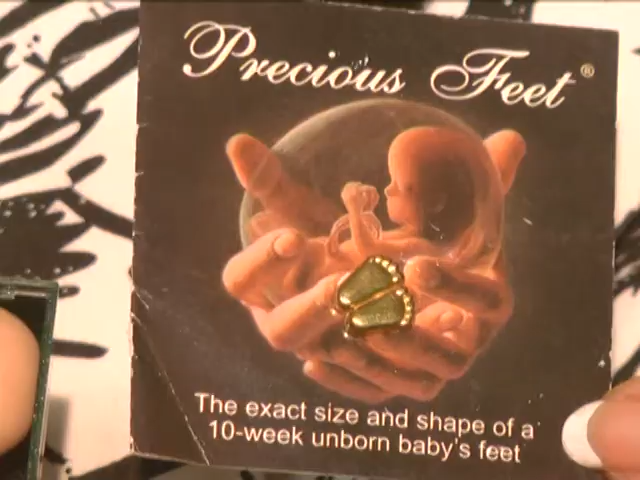 Precious Feet®
The exact size and shape of a
10-week unborn baby's feet